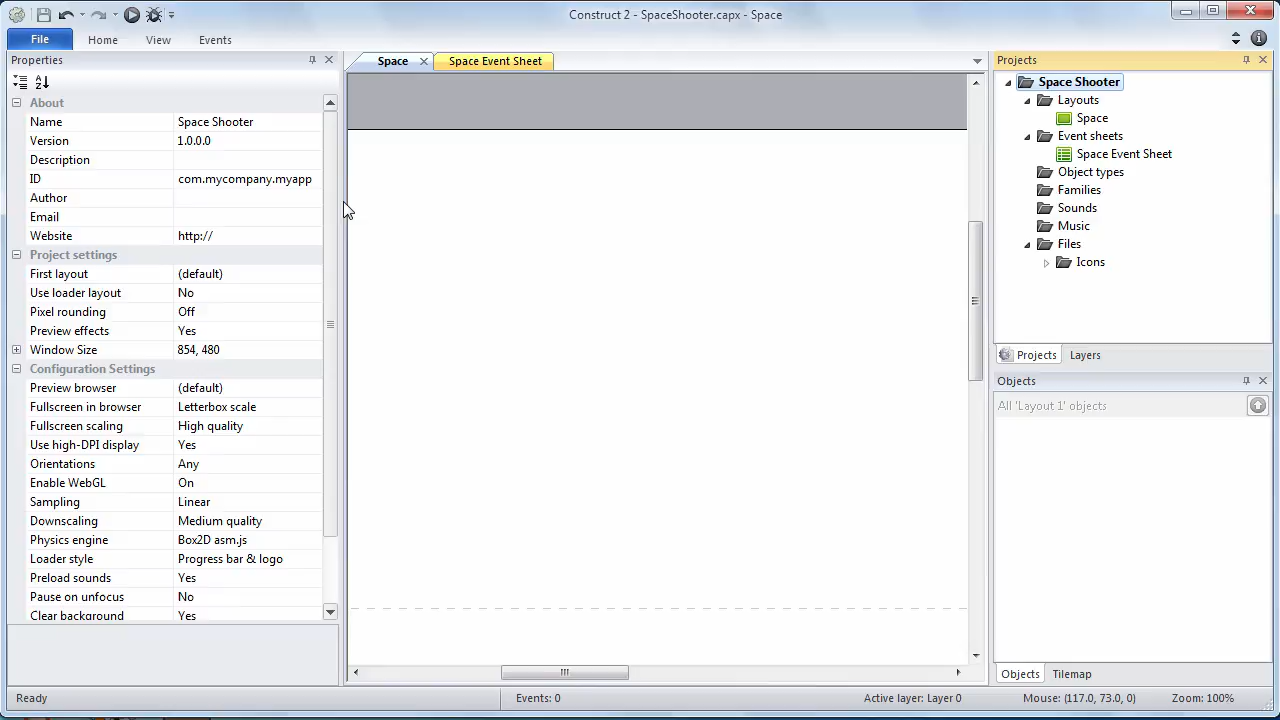 Construct 2 - SpaceShooter.capx - Space
File Home View Events
Properties
About
Name Space Shooter
Version 1.0.0.0
Description
ID com.mycompany.myapp
Author
Email
Website http://
Project settings
First layout (default)
Use loader layout No
Pixel rounding Off
Preview effects Yes
Window Size 854, 480
Configuration Settings
Preview browser (default)
Fullscreen in browser Letterbox scale
Fullscreen scaling High quality
Use high-DPI display Yes
Orientations Any
Enable WebGL On
Sampling Linear
Downscaling Medium quality
Physics engine Box2D asm.js
Loader style Progress bar & logo
Preload sounds Yes
Pause on unfocus No
Clear background Yes
Space Space Event Sheet
Projects
Space Shooter
Layouts
Space
Event sheets
Space Event Sheet
Object types
Families
Sounds
Music
Files
Icons
Projects Layers
Objects
All 'Layout 1' objects
Objects Tilemap
Ready Events: 0 Active layer: Layer 0 Mouse: (117.0, 73.0, 0) Zoom: 100%